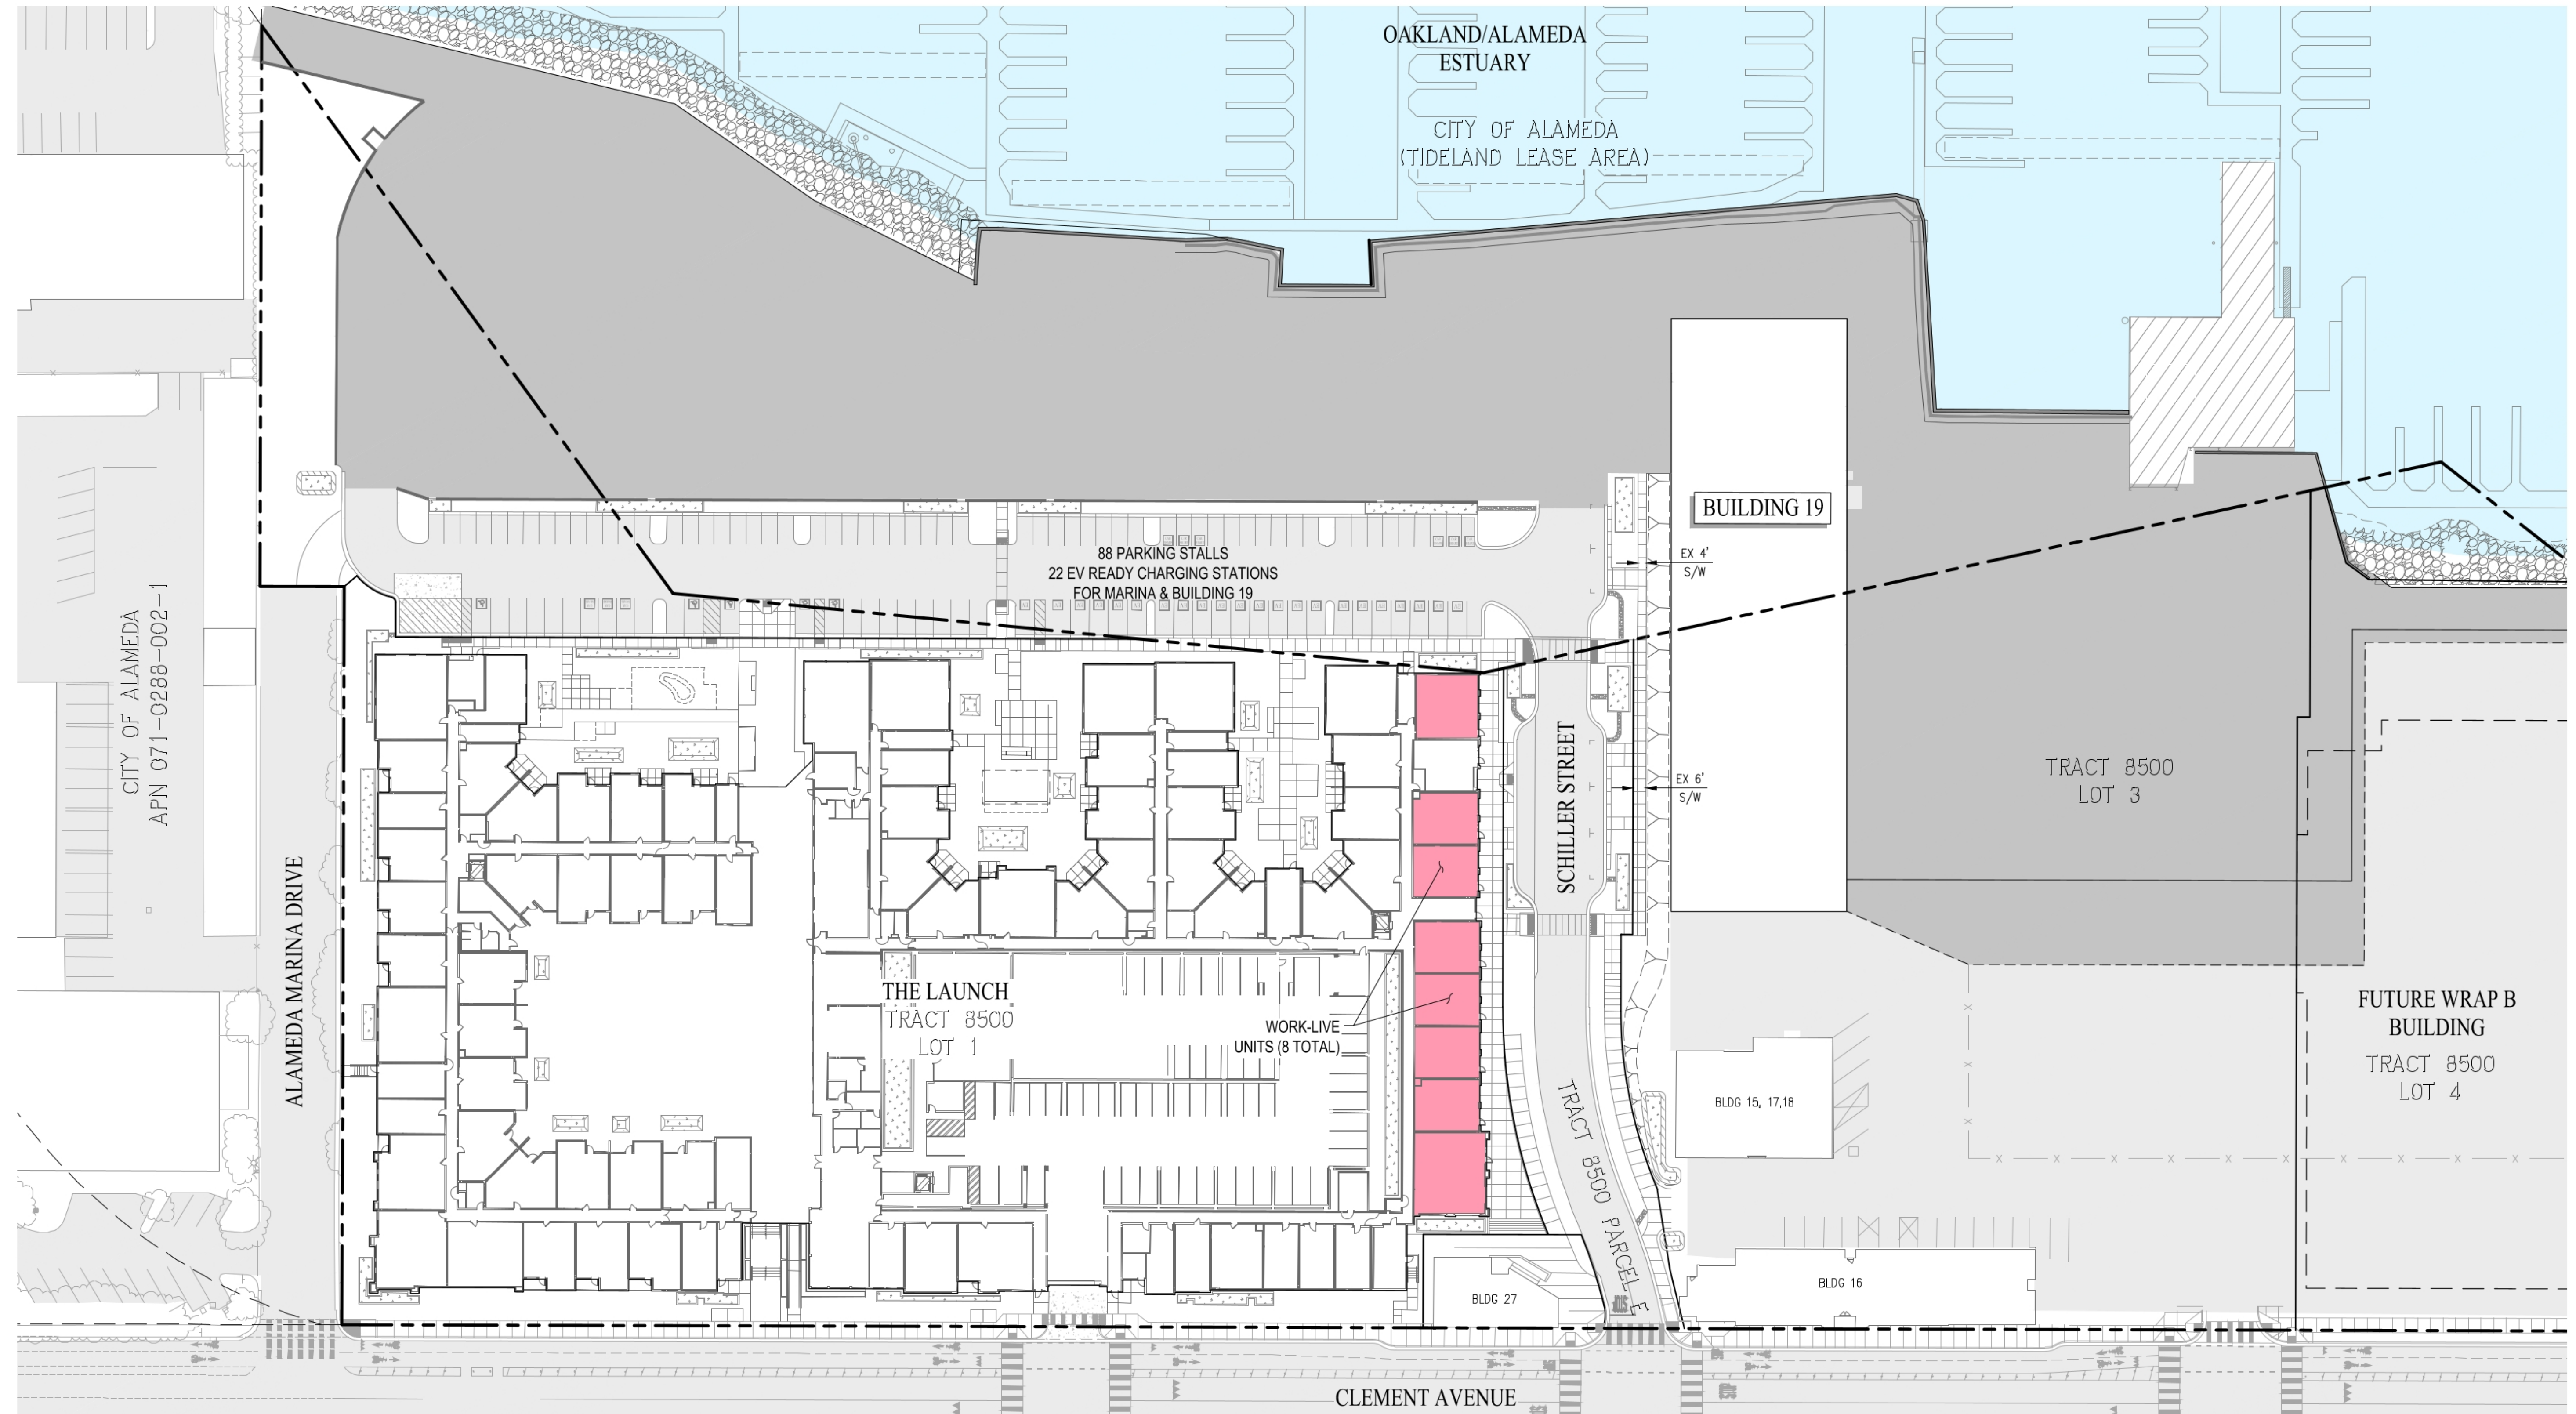 OAKLAND/ALAMEDA
ESTUARY
CITY OF ALAMEDA
(TIDELAND LEASE AREA)
BUILDING 19
88 PARKING STALLS
22 EV READY CHARGING STATIONS
FOR MARINA & BUILDING 19
EX 4'
S/W
CITY OF ALAMEDA
APN 071-0288-002-1
ALAMEDA MARINA DRIVE
SCHILLER STREET
EX 6'
S/W
TRACT 8500
LOT 3
THE LAUNCH
TRACT 8500
LOT 1
WORK-LIVE
UNITS (8 TOTAL)
FUTURE WRAP B
BUILDING
TRACT 8500
LOT 4
BLDG 15, 17,18
TRACT 8500 PARCEL E
BLDG 27
BLDG 16
CLEMENT AVENUE